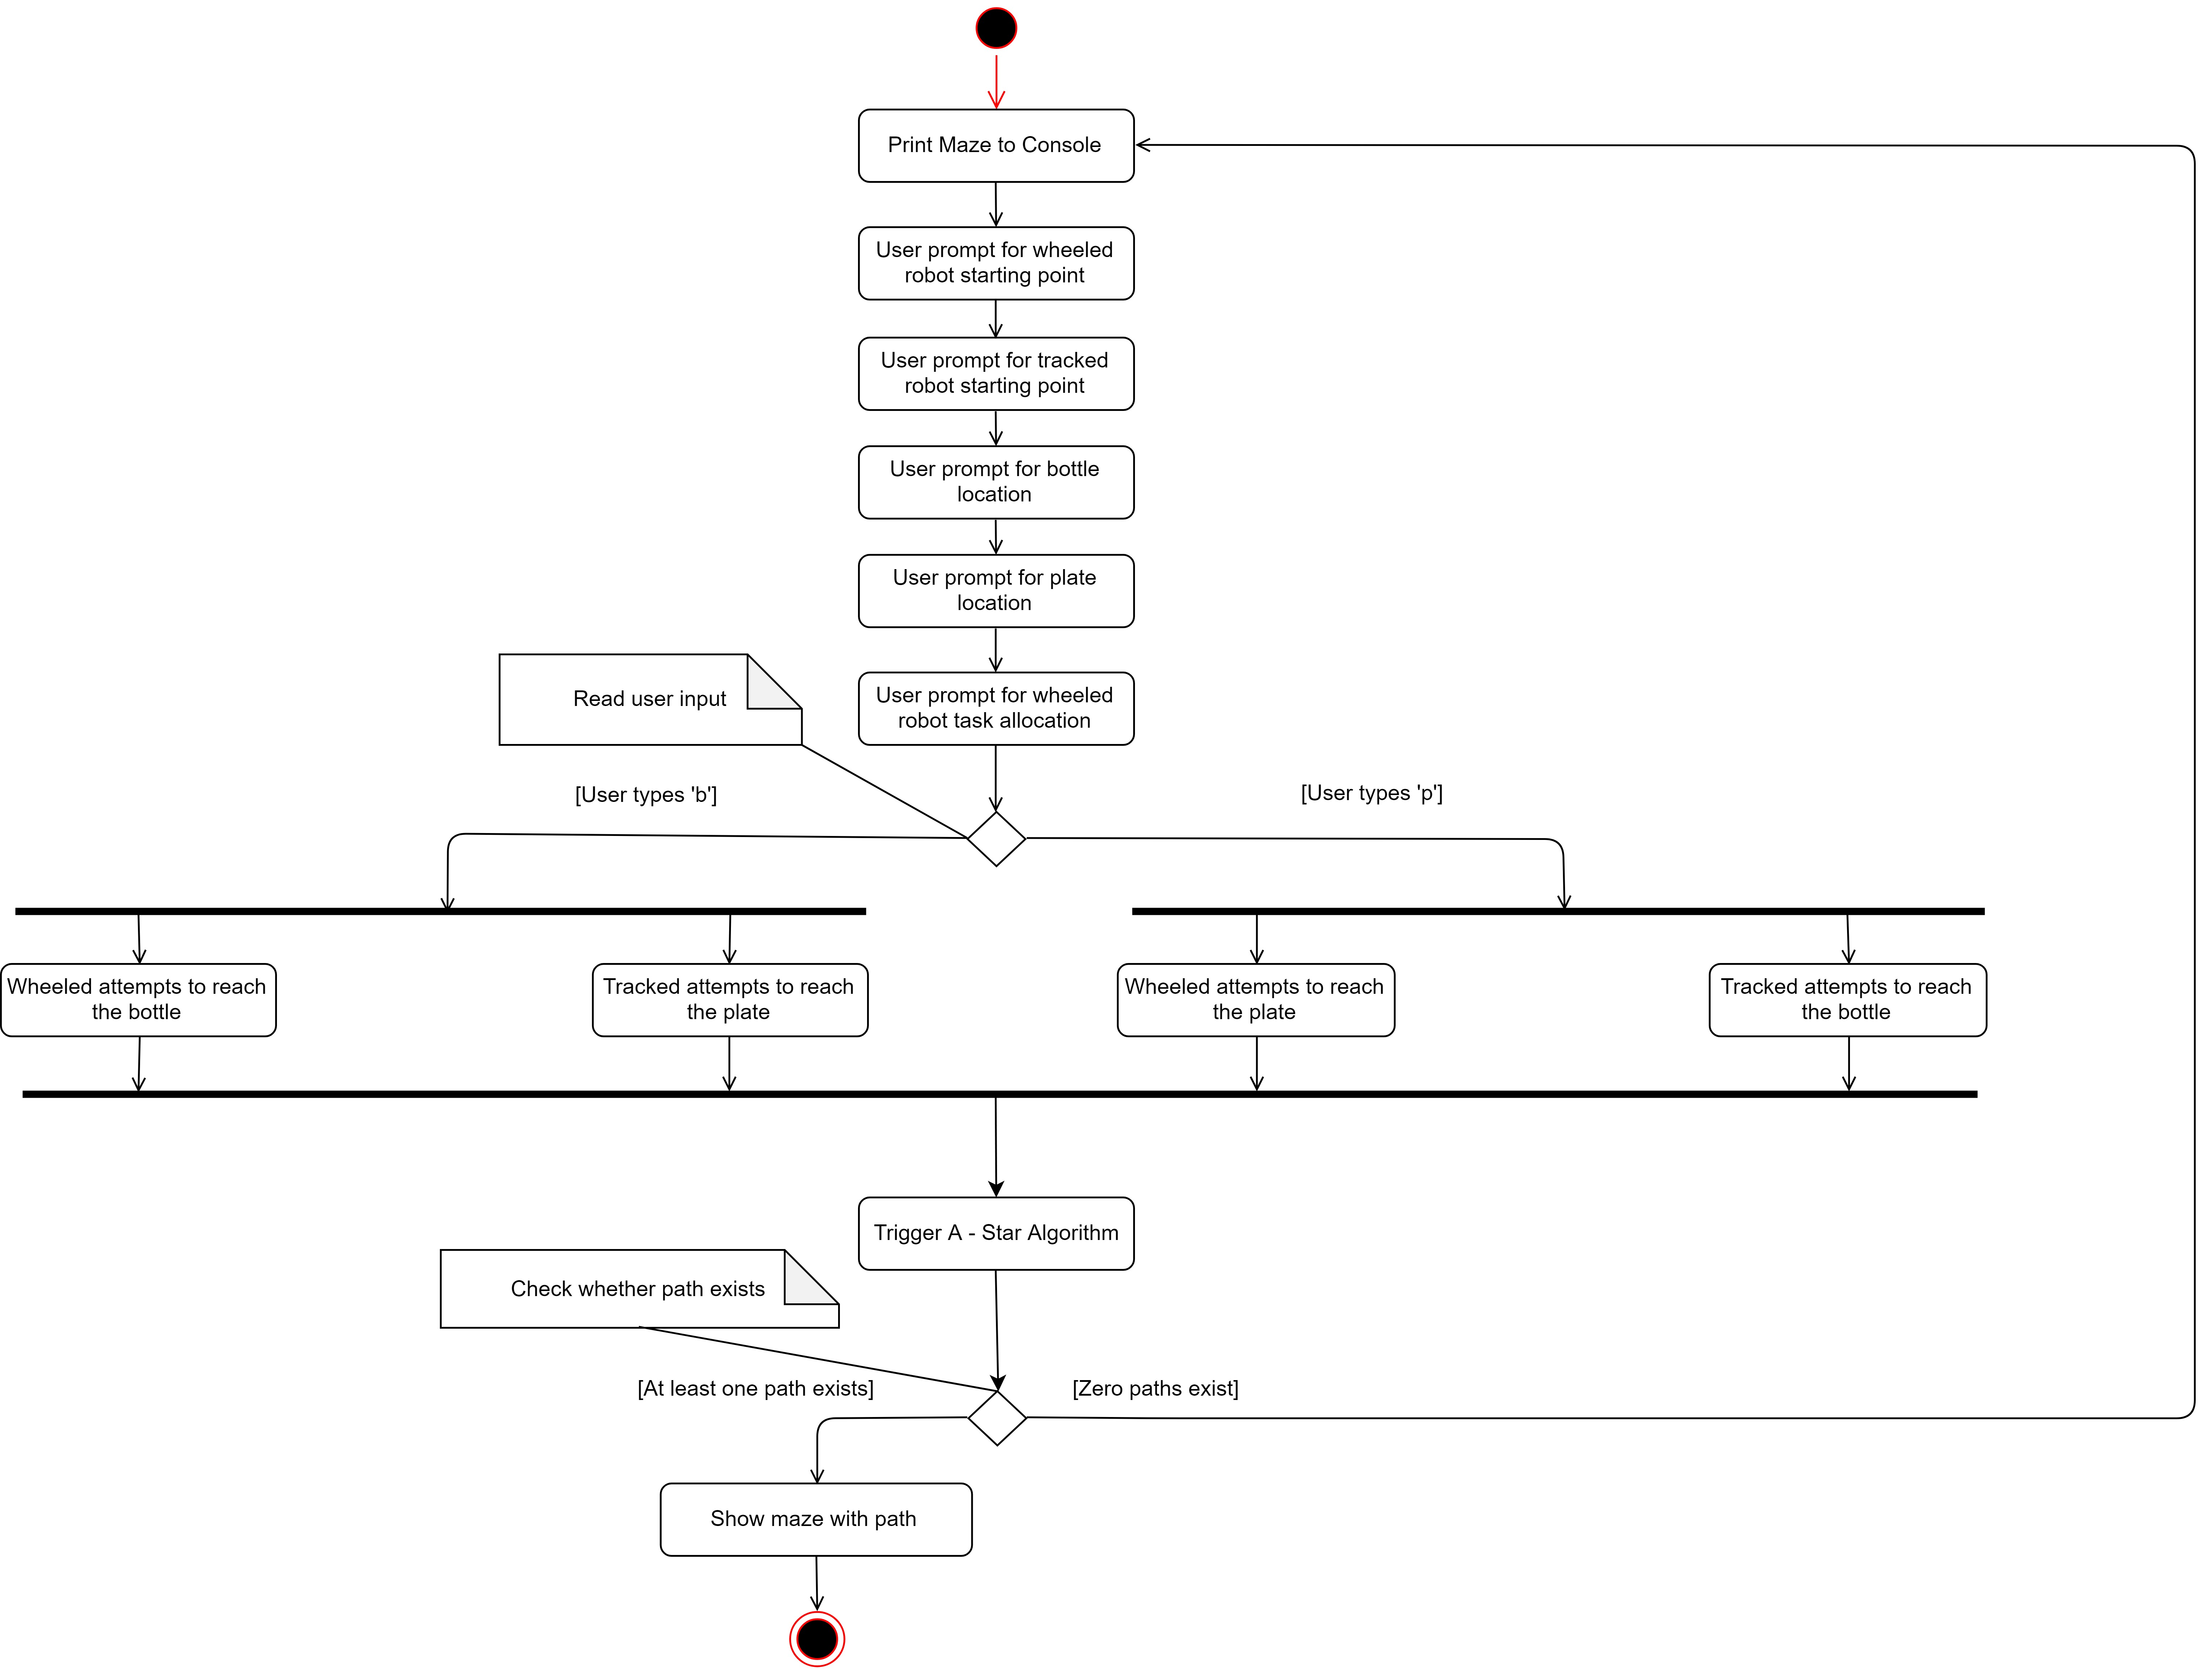 Print Maze to Console
User prompt for wheeled
robot starting point
User prompt for tracked
robot starting point
User prompt for bottle
location
User prompt for plate
location
Read user input
User prompt for wheeled
robot task allocation
[User types 'b']
[User types 'p']
Wheeled attempts to reach
the bottle
Tracked attempts to reach
the plate
Wheeled attempts to reach
the plate
Tracked attempts to reach
the bottle
Trigger A - Star Algorithm
Check whether path exists
[At least one path exists]
[Zero paths exist]
Show maze with path